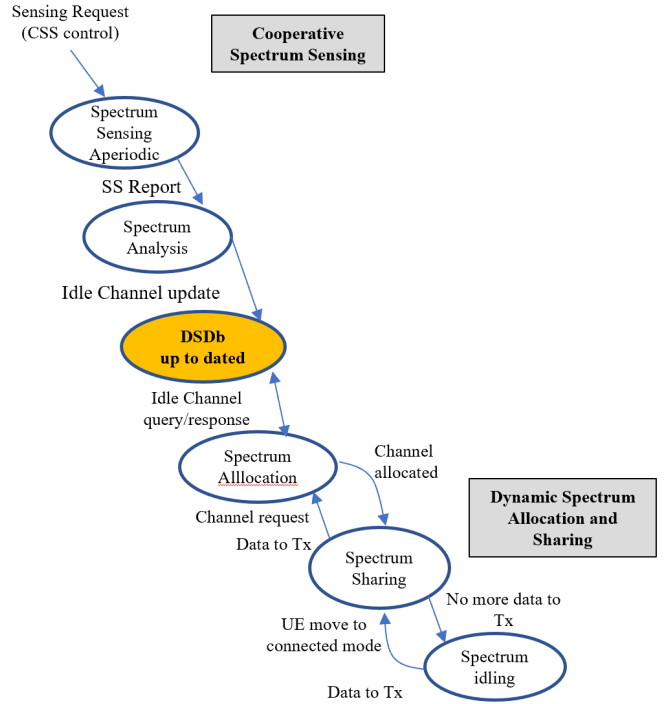 Sensing Request
(CSS control)
Cooperative
Spectrum Sensing
Spectrum
Sensing
Aperiodic
SS Report
Spectrum
Analysis
Idle Channel update
DSDb
up to dated
Idle Channel
query/response
Spectrum
Alllocation
Channel
allocated
Dynamic Spectrum
Allocation and
Sharing
Channel request
Data to Tx
Spectrum
Sharing
No more data to
Tx
UE move to
connected mode
Spectrum
idling
Data to Tx